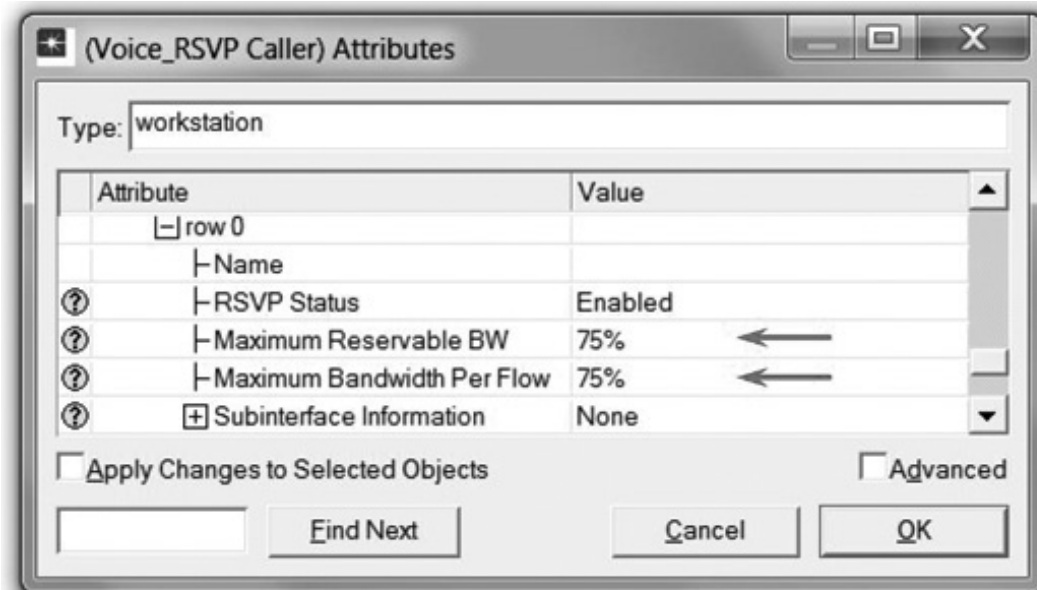 (Voice_RSVP Caller) Attributes
Type: workstation
Attribute Value
row 0
Name
RSVP Status Enabled
Maximum Reservable BW 75%
Maximum Bandwidth Per Flow 75%
Subinterface Information None
Apply Changes to Selected Objects Advanced
Find Next Cancel OK